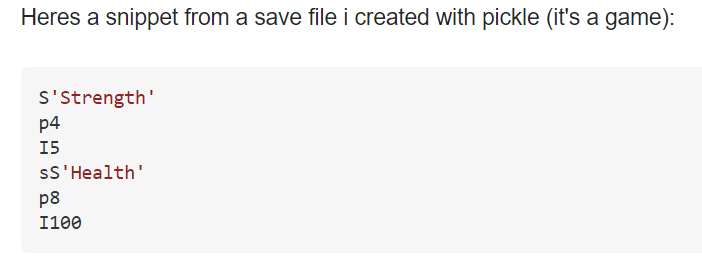 Heres a snippet from a save file i created with pickle (it's a game):
S'Strength'
p4
I5
sS'Health'
p8
I100